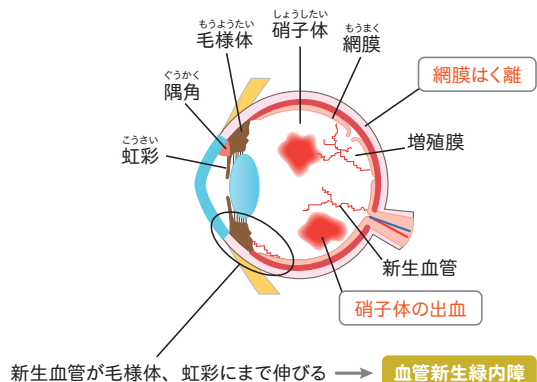 もうようたい
毛様体
しょうしたい
硝子体
もうまく
網膜
網膜はく離
ぐうかく
隅角
増殖膜
こうさい
虹彩
新生血管
硝子体の出血
新生血管が毛様体、虹彩にまで伸びる → 血管新生緑内障